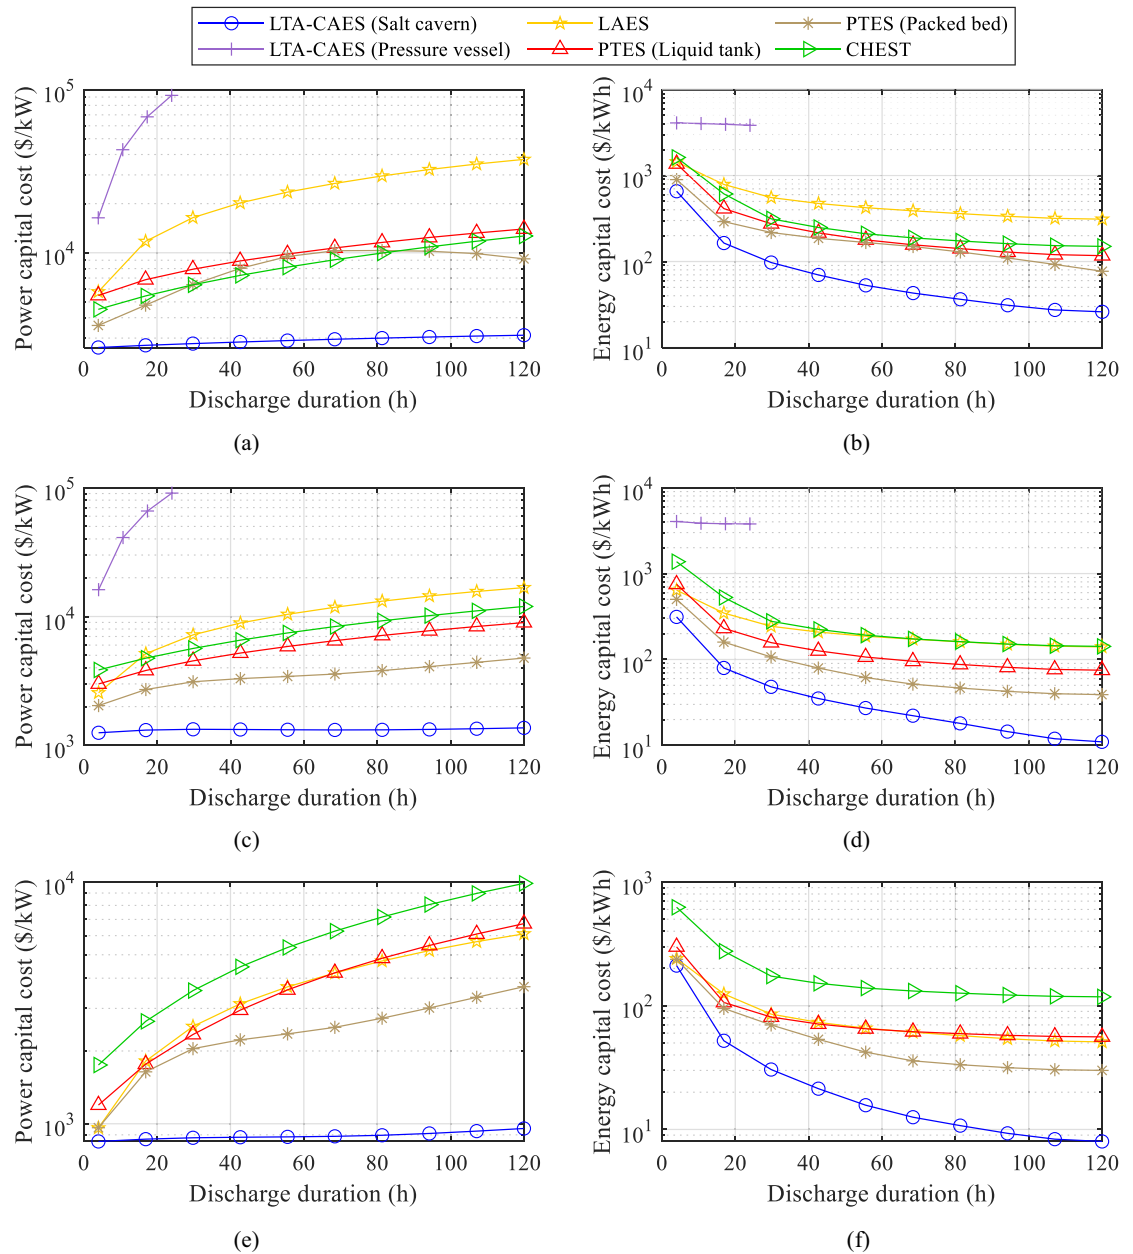 LTA-CAES (Salt cavern) LAES PTES (Packed bed)
LTA-CAES (Pressure vessel) PTES (Liquid tank) CHEST
Power capital cost ($/kW)
10^5
10^4
0 20 40 60 80 100 120
Discharge duration (h)
(a)
Energy capital cost ($/kWh)
10^4
10^3
10^2
10^1
0 20 40 60 80 100 120
Discharge duration (h)
(b)
Power capital cost ($/kW)
10^5
10^4
10^3
0 20 40 60 80 100 120
Discharge duration (h)
(c)
Energy capital cost ($/kWh)
10^4
10^3
10^2
10^1
0 20 40 60 80 100 120
Discharge duration (h)
(d)
Power capital cost ($/kW)
10^4
10^3
0 20 40 60 80 100 120
Discharge duration (h)
(e)
Energy capital cost ($/kWh)
10^3
10^2
10^1
0 20 40 60 80 100 120
Discharge duration (h)
(f)